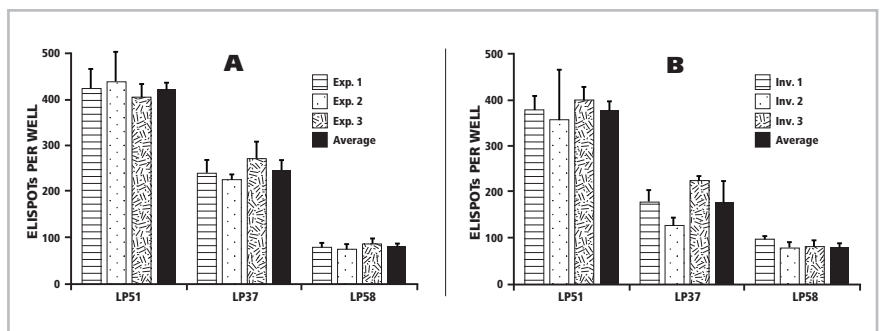 A
ELISPOTs PER WELL
500
400
300
200
100
0
Exp. 1
Exp. 2
Exp. 3
Average
LP51 LP37 LP58
B
ELISPOTs PER WELL
500
400
300
200
100
0
Inv. 1
Inv. 2
Inv. 3
Average
LP51 LP37 LP58